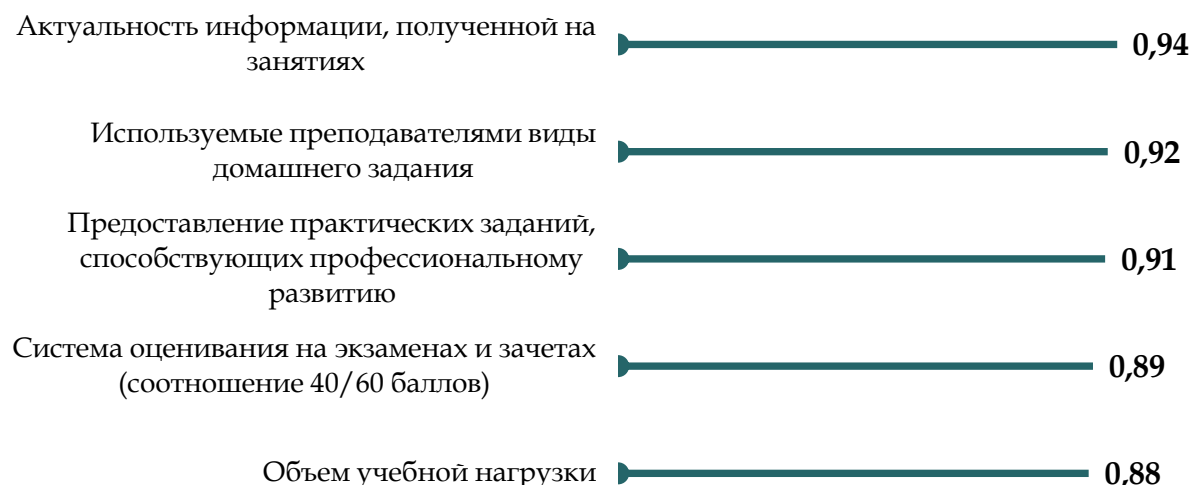 Актуальность информации, полученной на
занятиях
0,94
Используемые преподавателями виды
домашнего задания
0,92
Предоставление практических заданий,
способствующих профессиональному
развитию
0,91
Система оценивания на экзаменах и зачетах
(соотношение 40/60 баллов)
0,89
Объем учебной нагрузки
0,88